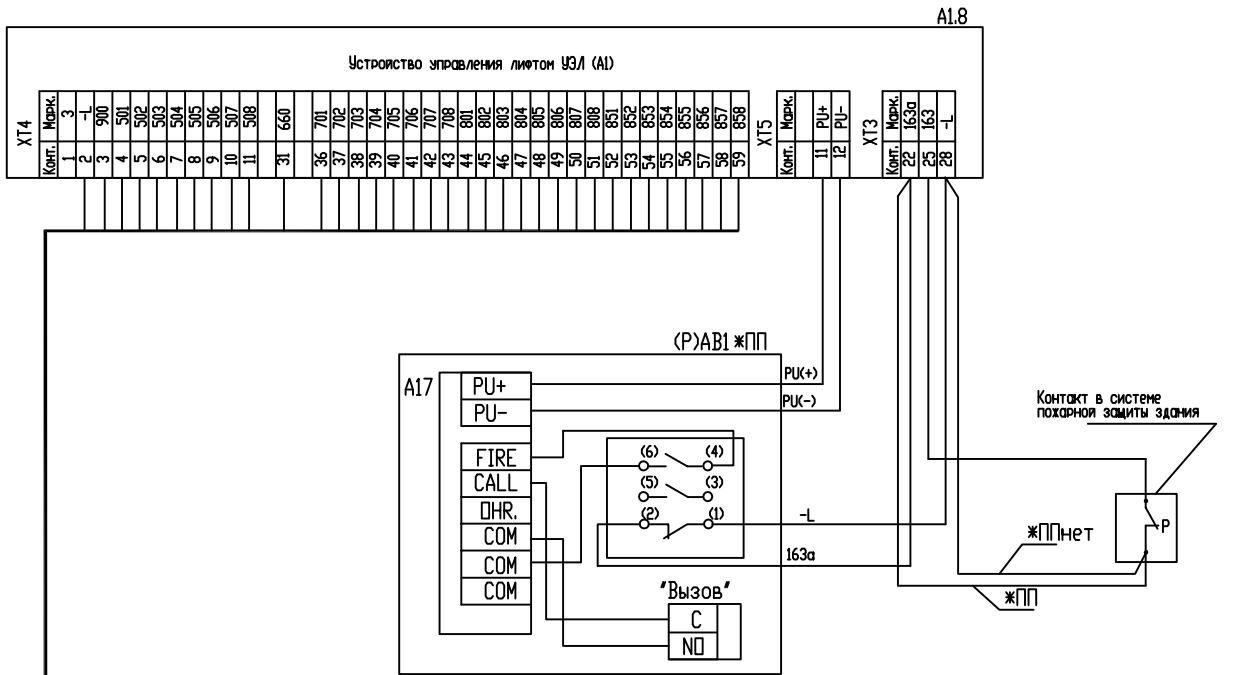 А1.8
Устройство управления лифтом УЭЛ (А1)
XT4
Марк. 3 -L 900 501 502 503 504 505 506 507 508 660 701 702 703 704 705 706 707 708 801 802 803 804 805 806 807 808 851 852 853 854 855 856 857 858
Конт. 1 2 3 4 5 6 7 8 9 10 11 31 36 37 38 39 40 41 42 43 44 45 46 47 48 49 50 51 52 53 54 55 56 57 58 59
XT5
Марк. PU+ PU-
Конт. 11 12
XT3
Марк. 163а 163 -L
Конт. 22 25 28
(Р)АВ1 *ПП
А17
PU+
PU-
FIRE
CALL
OHR.
COM
COM
COM
PU(+)
PU(-)
(6) (4)
(5) (3)
(2) (1)
-L
163а
"Вызов"
C
NO
Контакт в системе
пожарной защиты здания
Р
*ППнет
*ПП